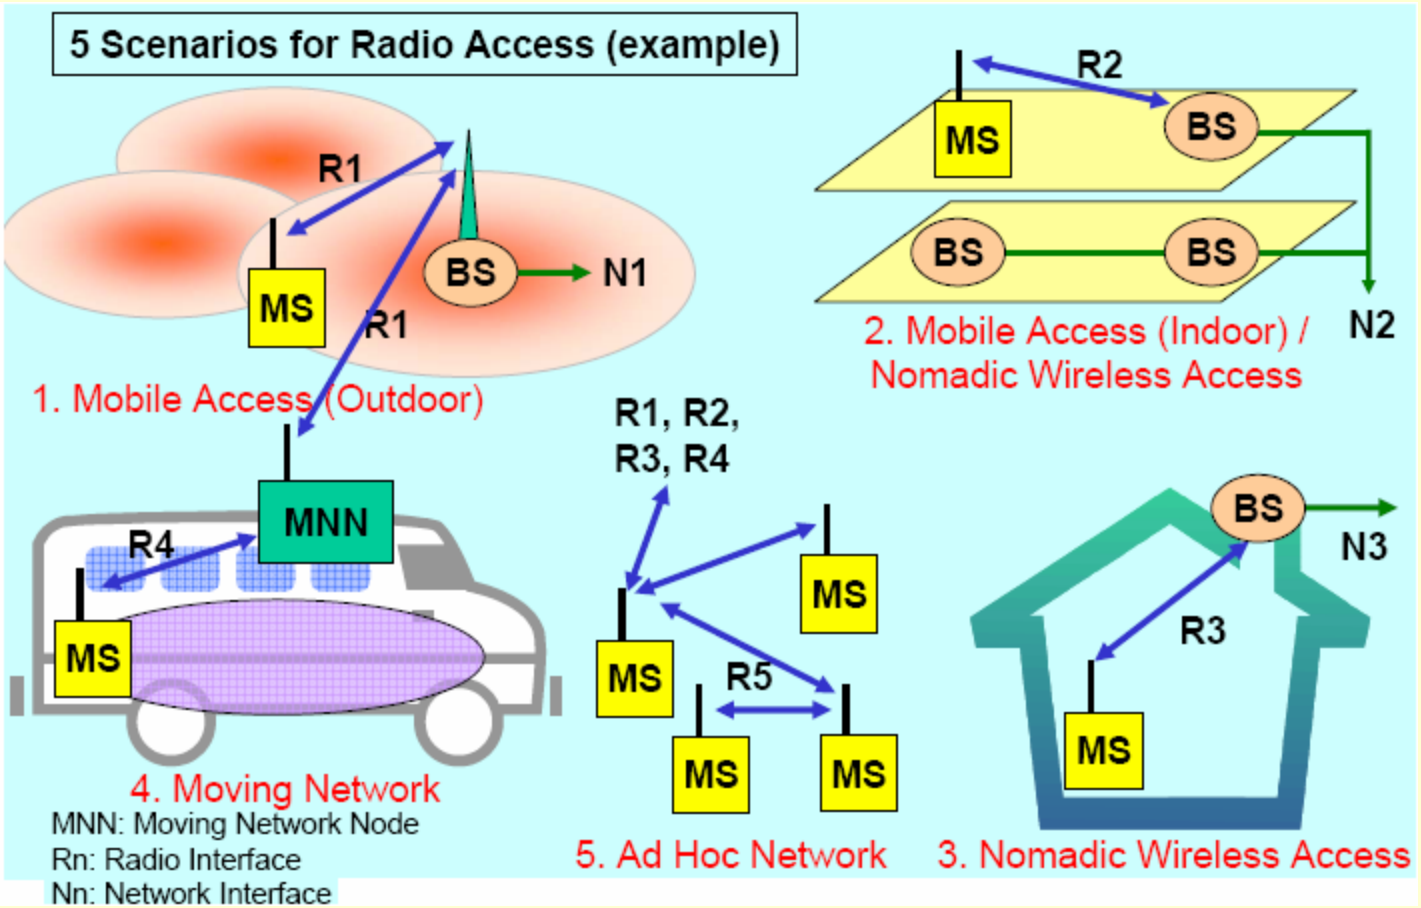 5 Scenarios for Radio Access (example)
R1
MS
BS
N1
R1
1. Mobile Access (Outdoor)
R2
MS
BS
BS
BS
N2
2. Mobile Access (Indoor) /
Nomadic Wireless Access
MNN
R4
MS
4. Moving Network
MNN: Moving Network Node
Rn: Radio Interface
Nn: Network Interface
R1, R2,
R3, R4
MS
MS
R5
MS
MS
5. Ad Hoc Network
BS
N3
R3
MS
3. Nomadic Wireless Access